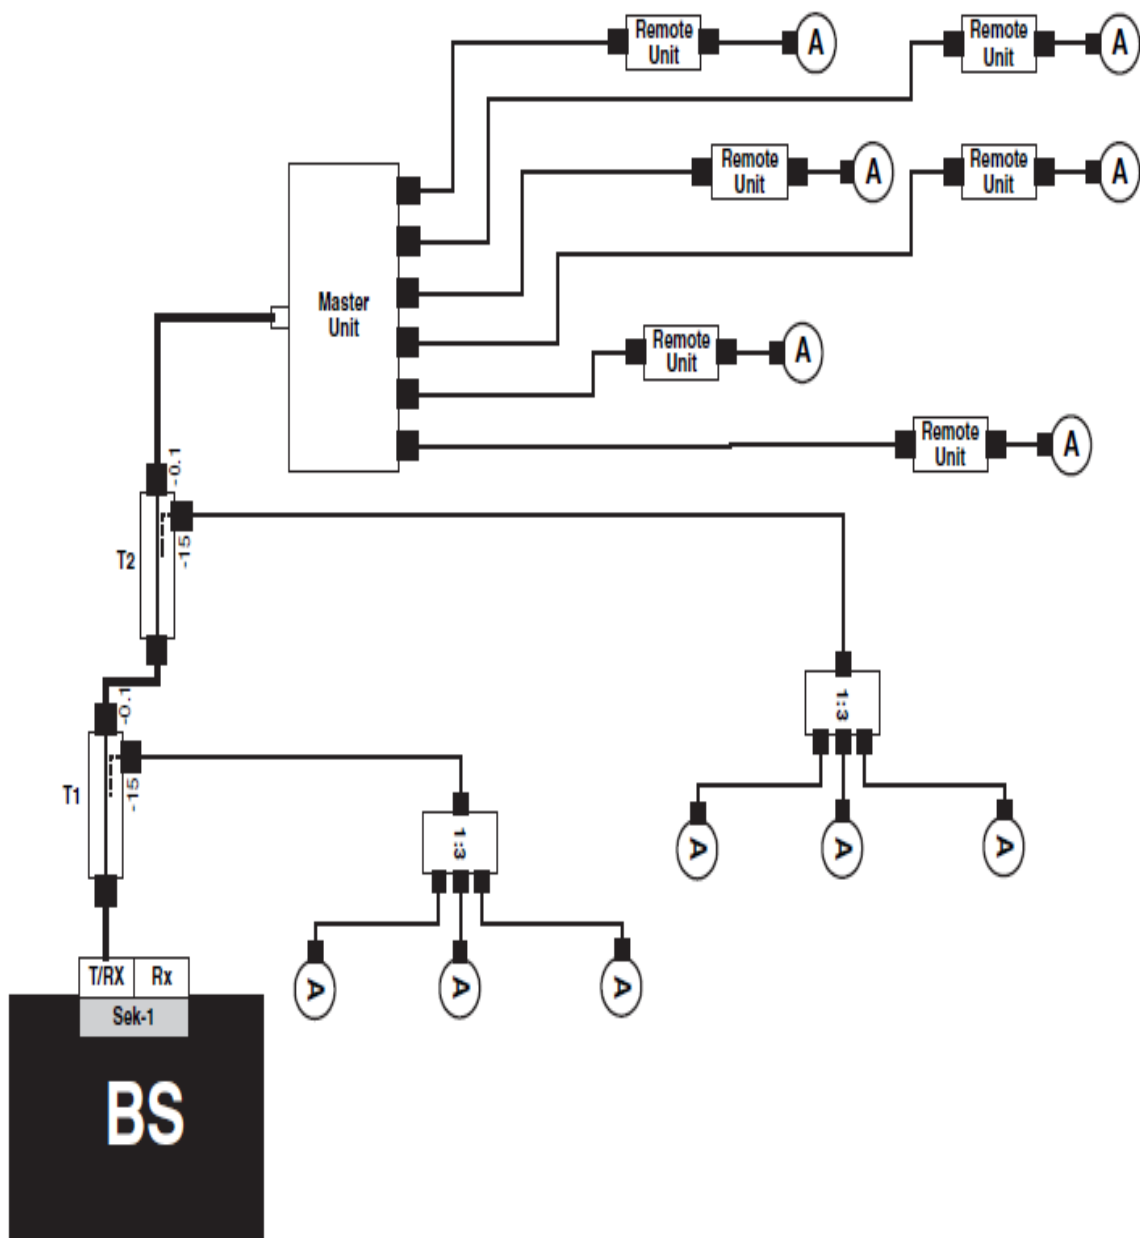 Remote
Unit
A
Remote
Unit
A
Remote
Unit
A
Remote
Unit
A
Master
Unit
Remote
Unit
A
Remote
Unit
A
-0.1
T2
-15
1:3
A
A
A
-0.1
T1
-15
1:3
A
A
A
T/RX
Rx
Sek-1
BS